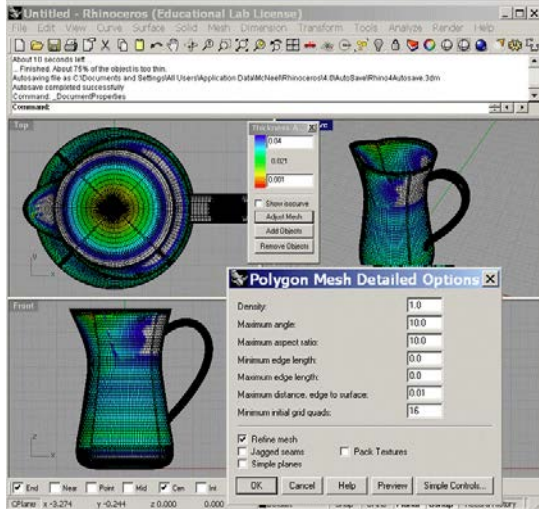 Untitled - Rhinoceros (Educational Lab License)
File Edit View Curve Surface Solid Mesh Dimension Transform Tools Analyze Render Help
About 10 seconds left
... Finished. About 76% of the object is too thin.
Autosaving file as C:\Documents and Settings\All Users\Application Data\McNeel\Rhinoceros\4.0\AutoSave\Rhino4Autosave.3dm
Autosave completed successfully
Command: _DocumentProperties
Command:
Top
Thickness A...
0.04
0.021
0.001
Show isocurve
Adjust Mesh
Add Objects
Remove Objects
y
x
Front
z
x
Polygon Mesh Detailed Options
Density: 1.0
Maximum angle: 10.0
Maximum aspect ratio: 10.0
Minimum edge length: 0.0
Maximum edge length: 0.0
Maximum distance, edge to surface: 0.01
Minimum initial grid quads: 16
Refine mesh
Jagged seams Pack Textures
Simple planes
OK Cancel Help Preview Simple Controls...
End Near Point Mid Cen Int
CPlane x -3.274 y -0.244 z 0.000 0.000